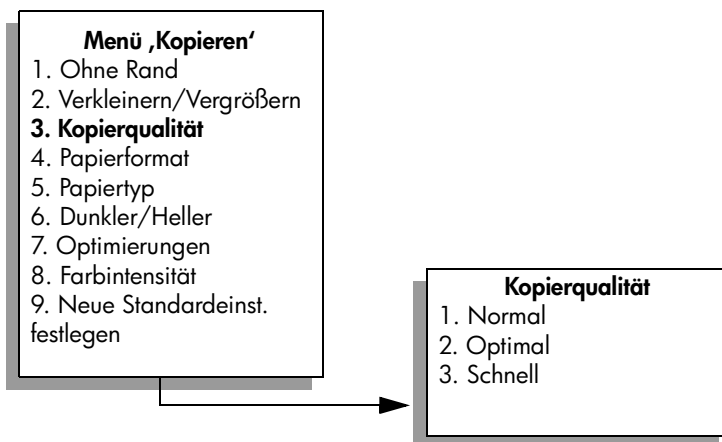 Menü ‚Kopieren‘
1. Ohne Rand
2. Verkleinern/Vergrößern
3. Kopierqualität
4. Papierformat
5. Papiertyp
6. Dunkler/Heller
7. Optimierungen
8. Farbintensität
9. Neue Standardeinst.
festlegen
Kopierqualität
1. Normal
2. Optimal
3. Schnell